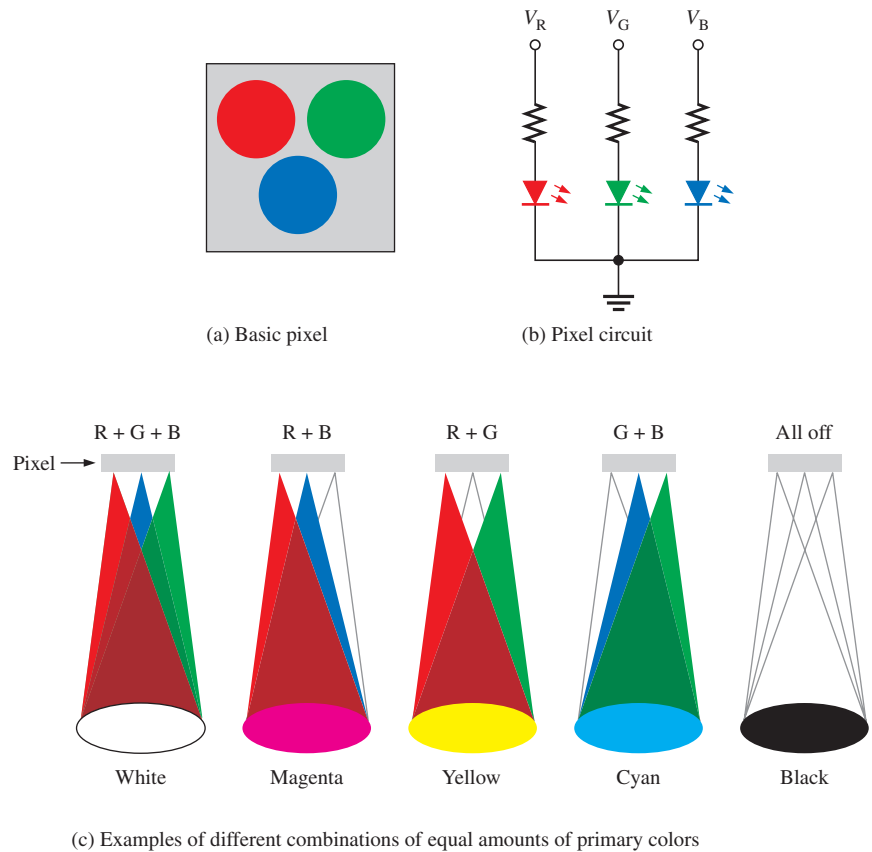 V_R V_G V_B
(a) Basic pixel
(b) Pixel circuit
R + G + B
R + B
R + G
G + B
All off
Pixel
White
Magenta
Yellow
Cyan
Black
(c) Examples of different combinations of equal amounts of primary colors